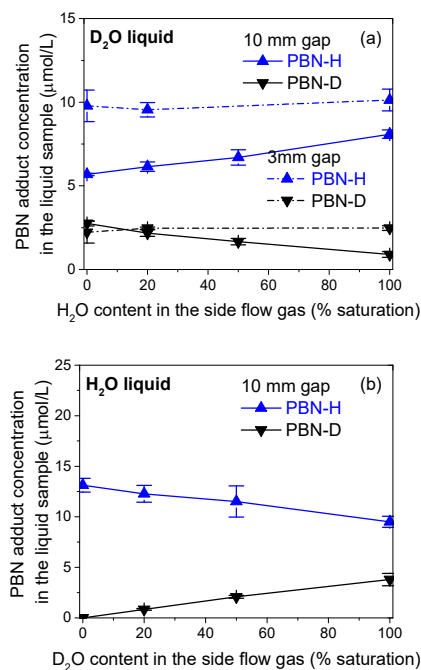 D₂O liquid
10 mm gap
(a)
PBN-H
PBN-D
3mm gap
PBN-H
PBN-D
15
10
5
0
PBN adduct concentration
in the liquid sample (μmol/L)
0 20 40 60 80 100
H₂O content in the side flow gas (% saturation)
H₂O liquid
10 mm gap
(b)
PBN-H
PBN-D
25
20
15
10
5
0
PBN adduct concentration
in the liquid sample (μmol/L)
0 20 40 60 80 100
D₂O content in the side flow gas (% saturation)